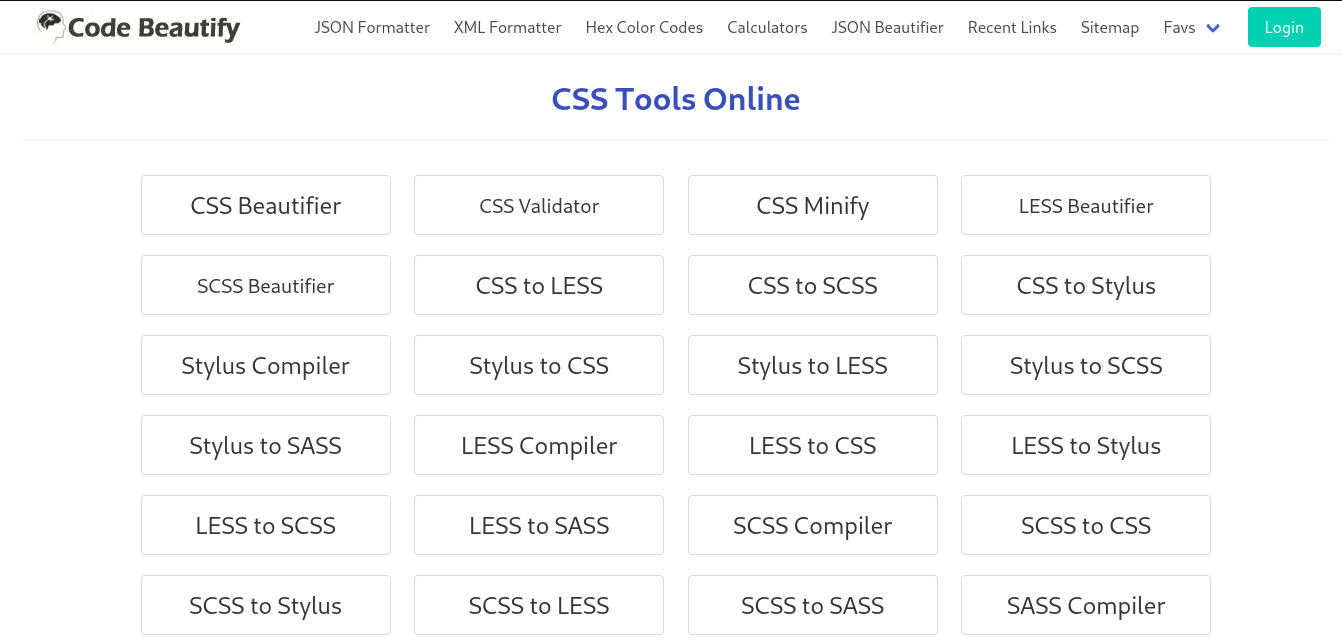 Code Beautify
JSON Formatter XML Formatter Hex Color Codes Calculators JSON Beautifier Recent Links Sitemap Favs Login
CSS Tools Online
CSS Beautifier CSS Validator CSS Minify LESS Beautifier
SCSS Beautifier CSS to LESS CSS to SCSS CSS to Stylus
Stylus Compiler Stylus to CSS Stylus to LESS Stylus to SCSS
Stylus to SASS LESS Compiler LESS to CSS LESS to Stylus
LESS to SCSS LESS to SASS SCSS Compiler SCSS to CSS
SCSS to Stylus SCSS to LESS SCSS to SASS SASS Compiler